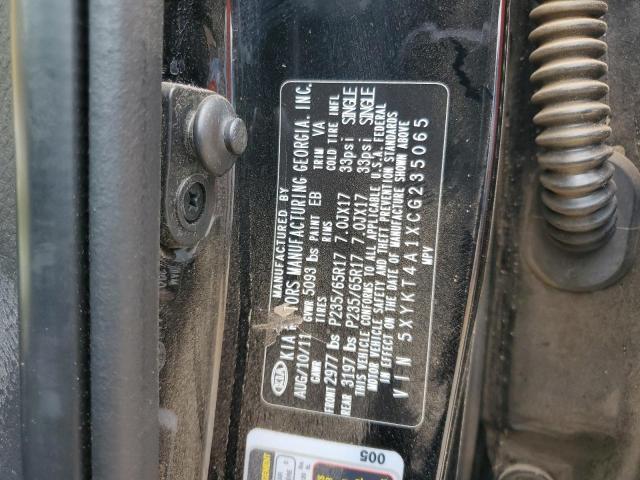 KIA
MANUFACTURED BY
KIA MOTORS MANUFACTURING GEORGIA, INC.
AUG/10/11 GVWR 5093 lbs PAINT EB TRIM VA
GAWR TIRES RIMS COLD TIRE INFL
FRONT 2977 lbs P235/65R17 7.0JX17 33psi SINGLE
REAR 3197 lbs P235/65R17 7.0JX17 33psi SINGLE
THIS VEHICLE CONFORMS TO ALL APPLICABLE U.S.A. FEDERAL
MOTOR VEHICLE SAFETY AND THEFT PREVENTION STANDARDS
IN EFFECT ON THE DATE OF MANUFACTURE SHOWN ABOVE
VIN 5XYKT4A1XCG235065
MPV
005